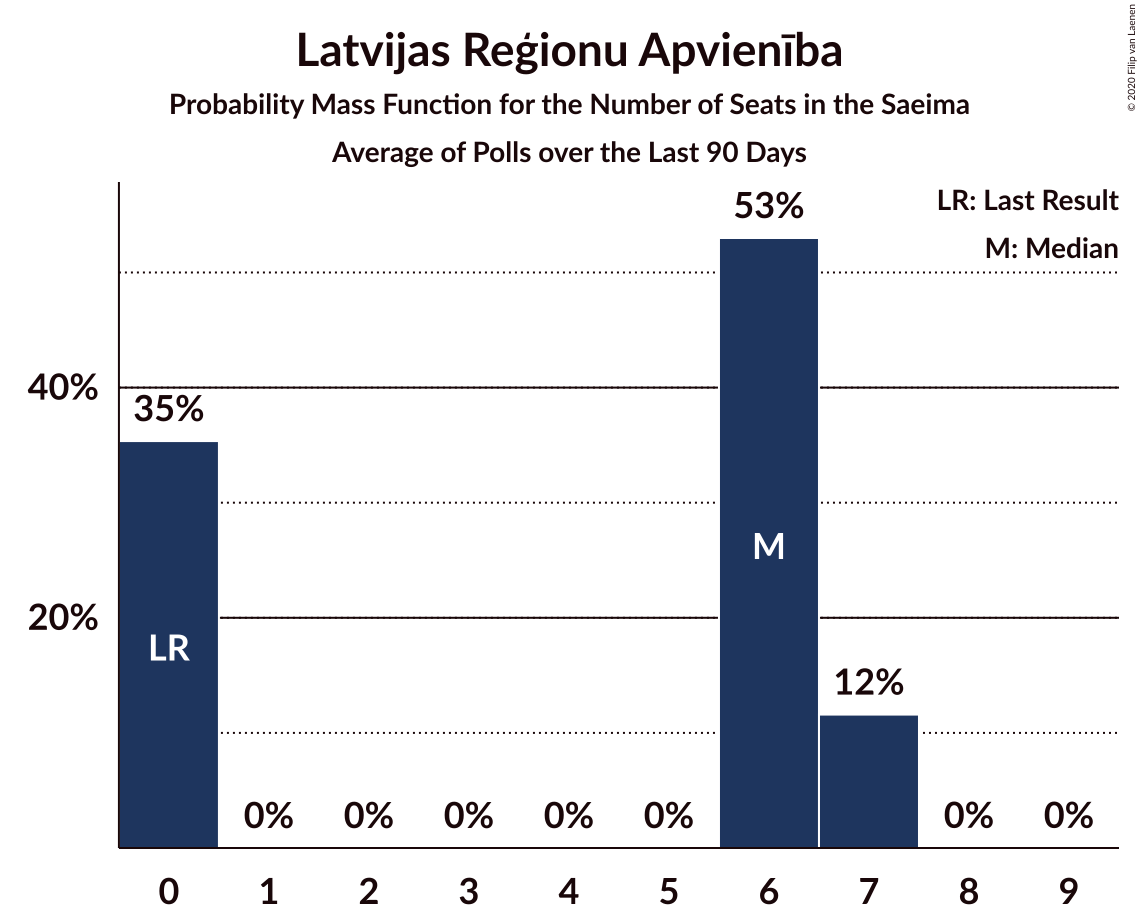 Latvijas Reģionu Apvienība
Probability Mass Function for the Number of Seats in the Saeima
Average of Polls over the Last 90 Days
© 2020 Filip van Laenen
LR: Last Result
M: Median
53%
40%
35%
M
20%
LR
12%
0% 0% 0% 0% 0% 0% 0%
0 1 2 3 4 5 6 7 8 9